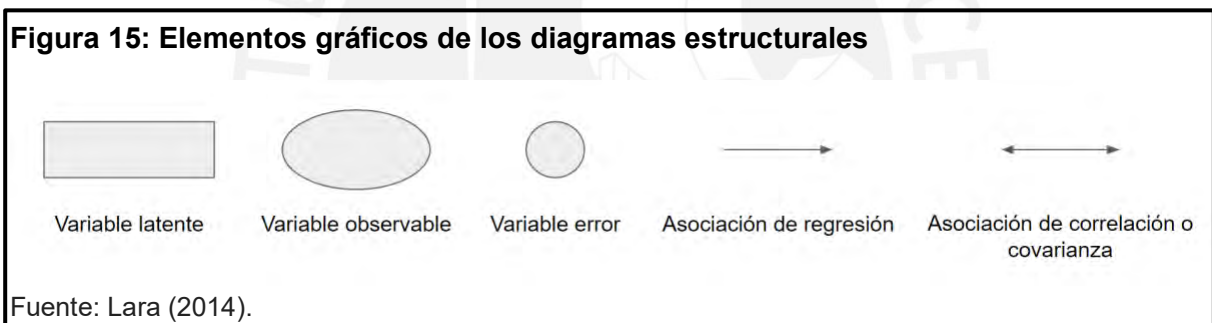 Figura 15: Elementos gráficos de los diagramas estructurales
Variable latente
Variable observable
Variable error
Asociación de regresión
Asociación de correlación o
covarianza
Fuente: Lara (2014).